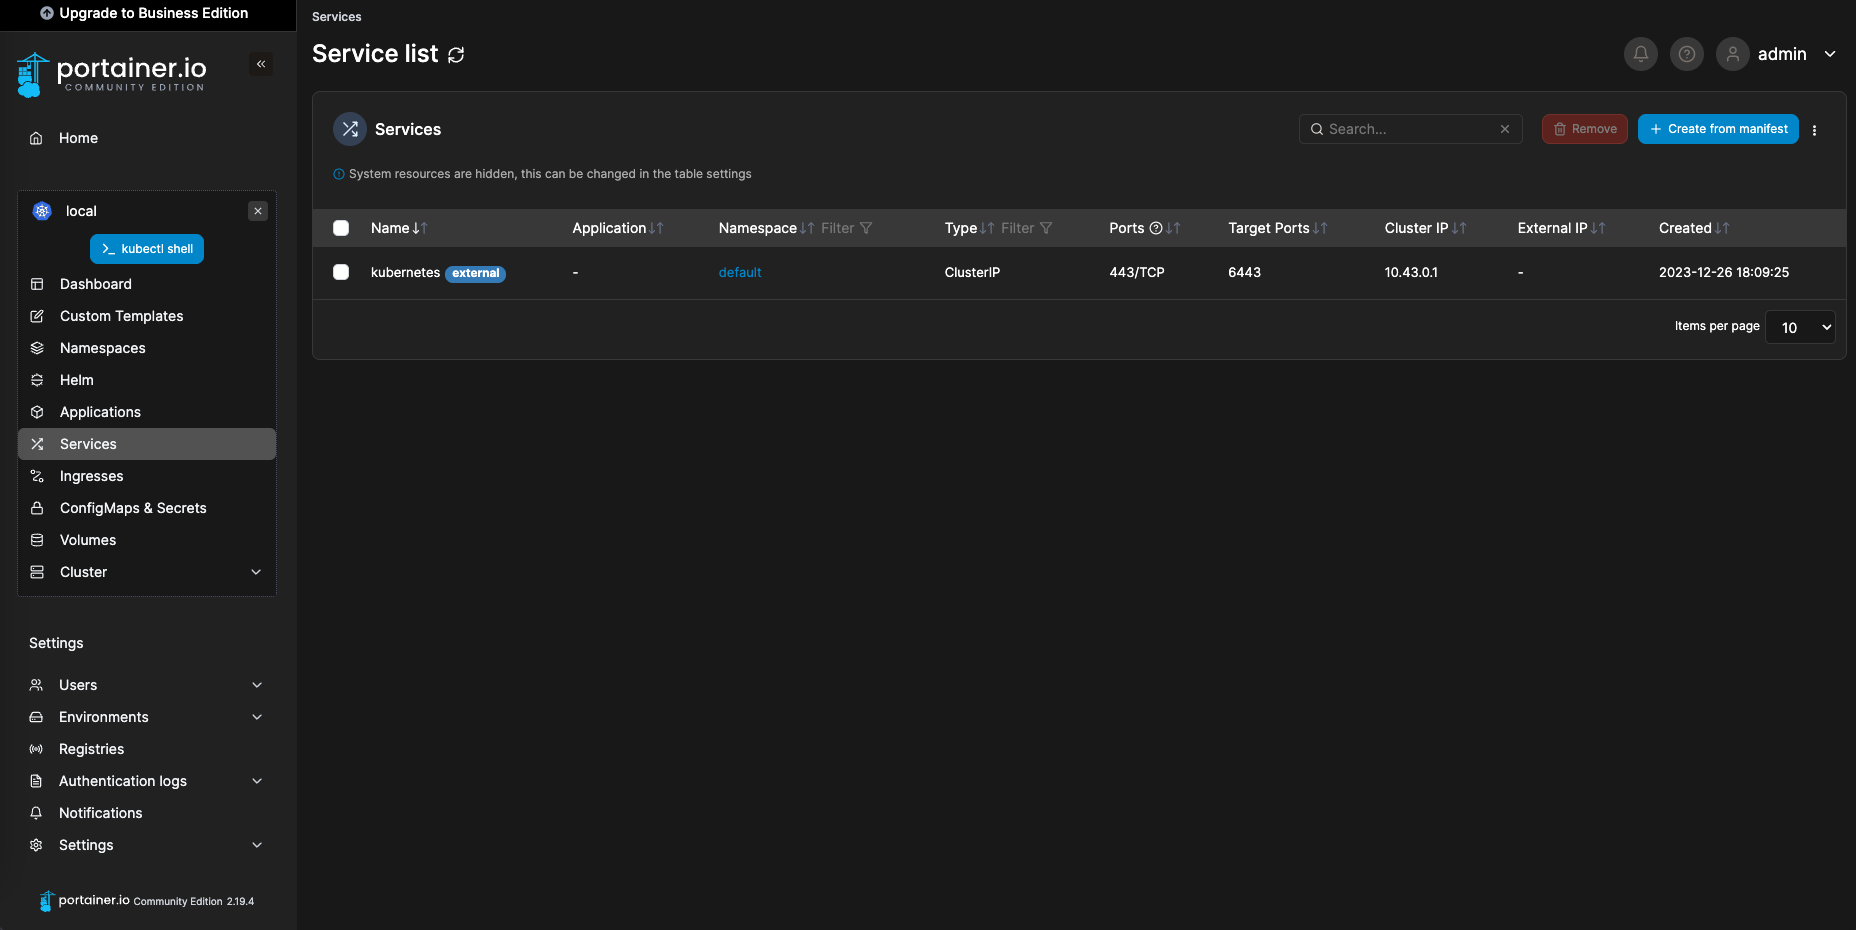 Upgrade to Business Edition
portainer.io
COMMUNITY EDITION
Home
local
kubectl shell
Dashboard
Custom Templates
Namespaces
Helm
Applications
Services
Ingresses
ConfigMaps & Secrets
Volumes
Cluster
Settings
Users
Environments
Registries
Authentication logs
Notifications
Settings
portainer.io Community Edition 2.19.4
Services
Service list
admin
Services
Search...
Remove
Create from manifest
System resources are hidden, this can be changed in the table settings
Name Application Namespace Filter Type Filter Ports Target Ports Cluster IP External IP Created
kubernetes external - default ClusterIP 443/TCP 6443 10.43.0.1 - 2023-12-26 18:09:25
Items per page 10